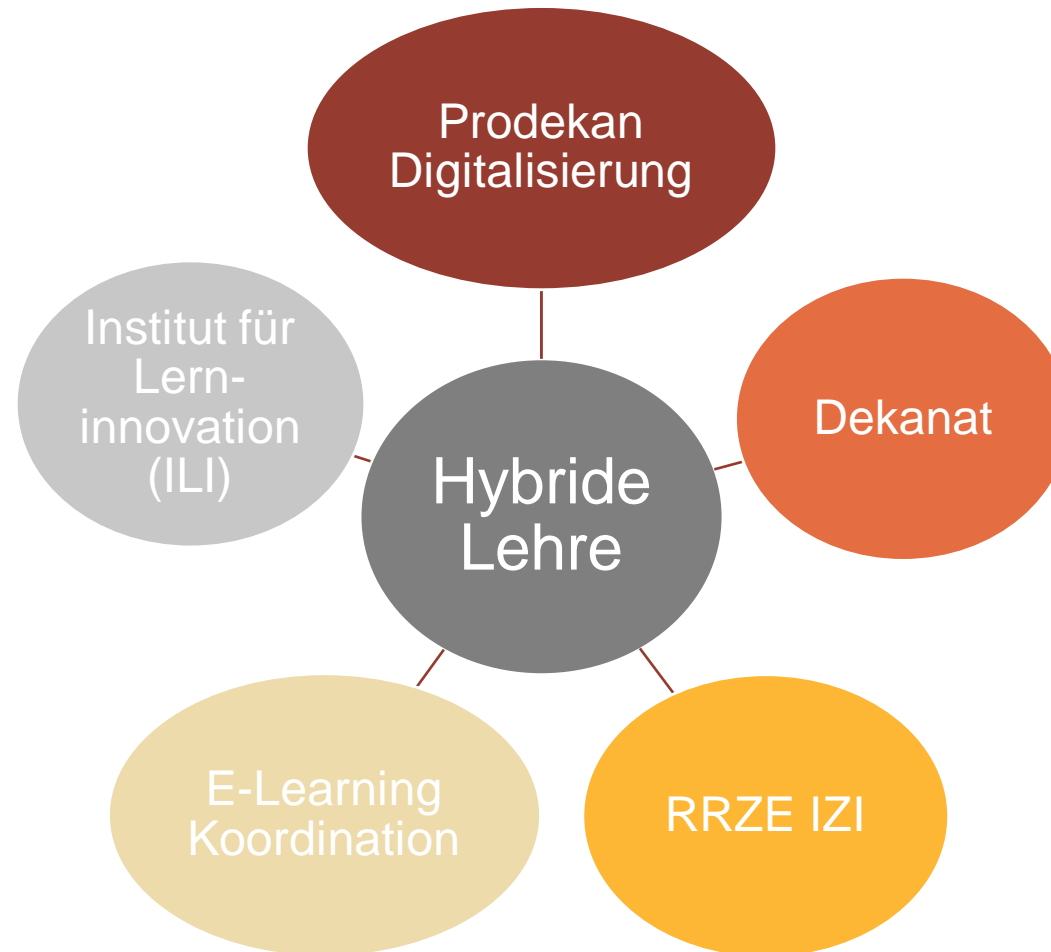 Prodekan
Digitalisierung
Institut für
Lern-
innovation
(ILI)
Dekanat
Hybride
Lehre
E-Learning
Koordination
RRZE IZI